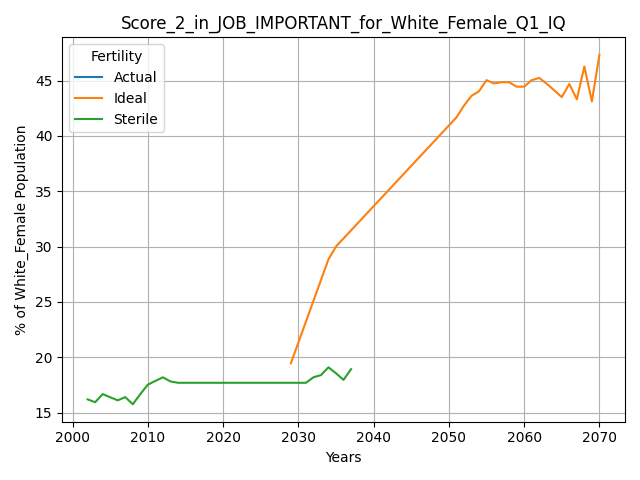 Score_2_in_JOB_IMPORTANT_for_White_Female_Q1_IQ
Fertility
Actual
Ideal
Sterile
% of White_Female Population
45
40
35
30
25
20
15
2000 2010 2020 2030 2040 2050 2060 2070
Years